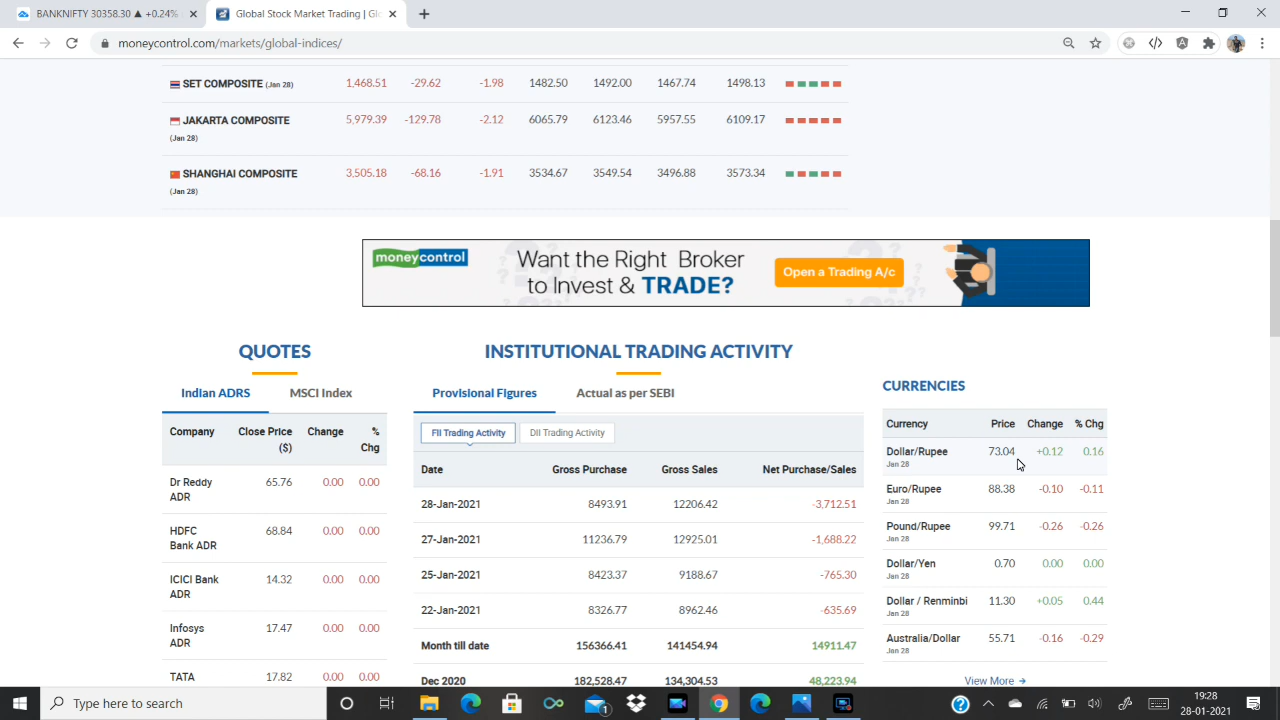 BANKNIFTY 30358.30 ▲ +0.24%
Global Stock Market Trading | Glo
moneycontrol.com/markets/global-indices/
SET COMPOSITE (Jan 28) 1,468.51 -29.62 -1.98 1482.50 1492.00 1467.74 1498.13
JAKARTA COMPOSITE 5,979.39 -129.78 -2.12 6065.79 6123.46 5957.55 6109.17
(Jan 28)
SHANGHAI COMPOSITE 3,505.18 -68.16 -1.91 3534.67 3549.54 3496.88 3573.34
(Jan 28)
moneycontrol
Want the Right Broker
to Invest & TRADE?
Open a Trading A/c
QUOTES
Indian ADRS MSCI Index
Company Close Price Change %
($) Chg
Dr Reddy 65.76 0.00 0.00
ADR
HDFC 68.84 0.00 0.00
Bank ADR
ICICI Bank 14.32 0.00 0.00
ADR
Infosys 17.47 0.00 0.00
ADR
TATA 17.82 0.00 0.00
INSTITUTIONAL TRADING ACTIVITY
Provisional Figures Actual as per SEBI
FII Trading Activity DII Trading Activity
Date Gross Purchase Gross Sales Net Purchase/Sales
28-Jan-2021 8493.91 12206.42 -3,712.51
27-Jan-2021 11236.79 12925.01 -1,688.22
25-Jan-2021 8423.37 9188.67 -765.30
22-Jan-2021 8326.77 8962.46 -635.69
Month till date 156366.41 141454.94 14911.47
Dec 2020 182,528.47 134,304.53 48,223.94
CURRENCIES
Currency Price Change % Chg
Dollar/Rupee 73.04 +0.12 0.16
Jan 28
Euro/Rupee 88.38 -0.10 -0.11
Jan 28
Pound/Rupee 99.71 -0.26 -0.26
Jan 28
Dollar/Yen 0.70 0.00 0.00
Jan 28
Dollar / Renminbi 11.30 +0.05 0.44
Jan 28
Australia/Dollar 55.71 -0.16 -0.29
Jan 28
View More →
Type here to search
1
19:28
28-01-2021